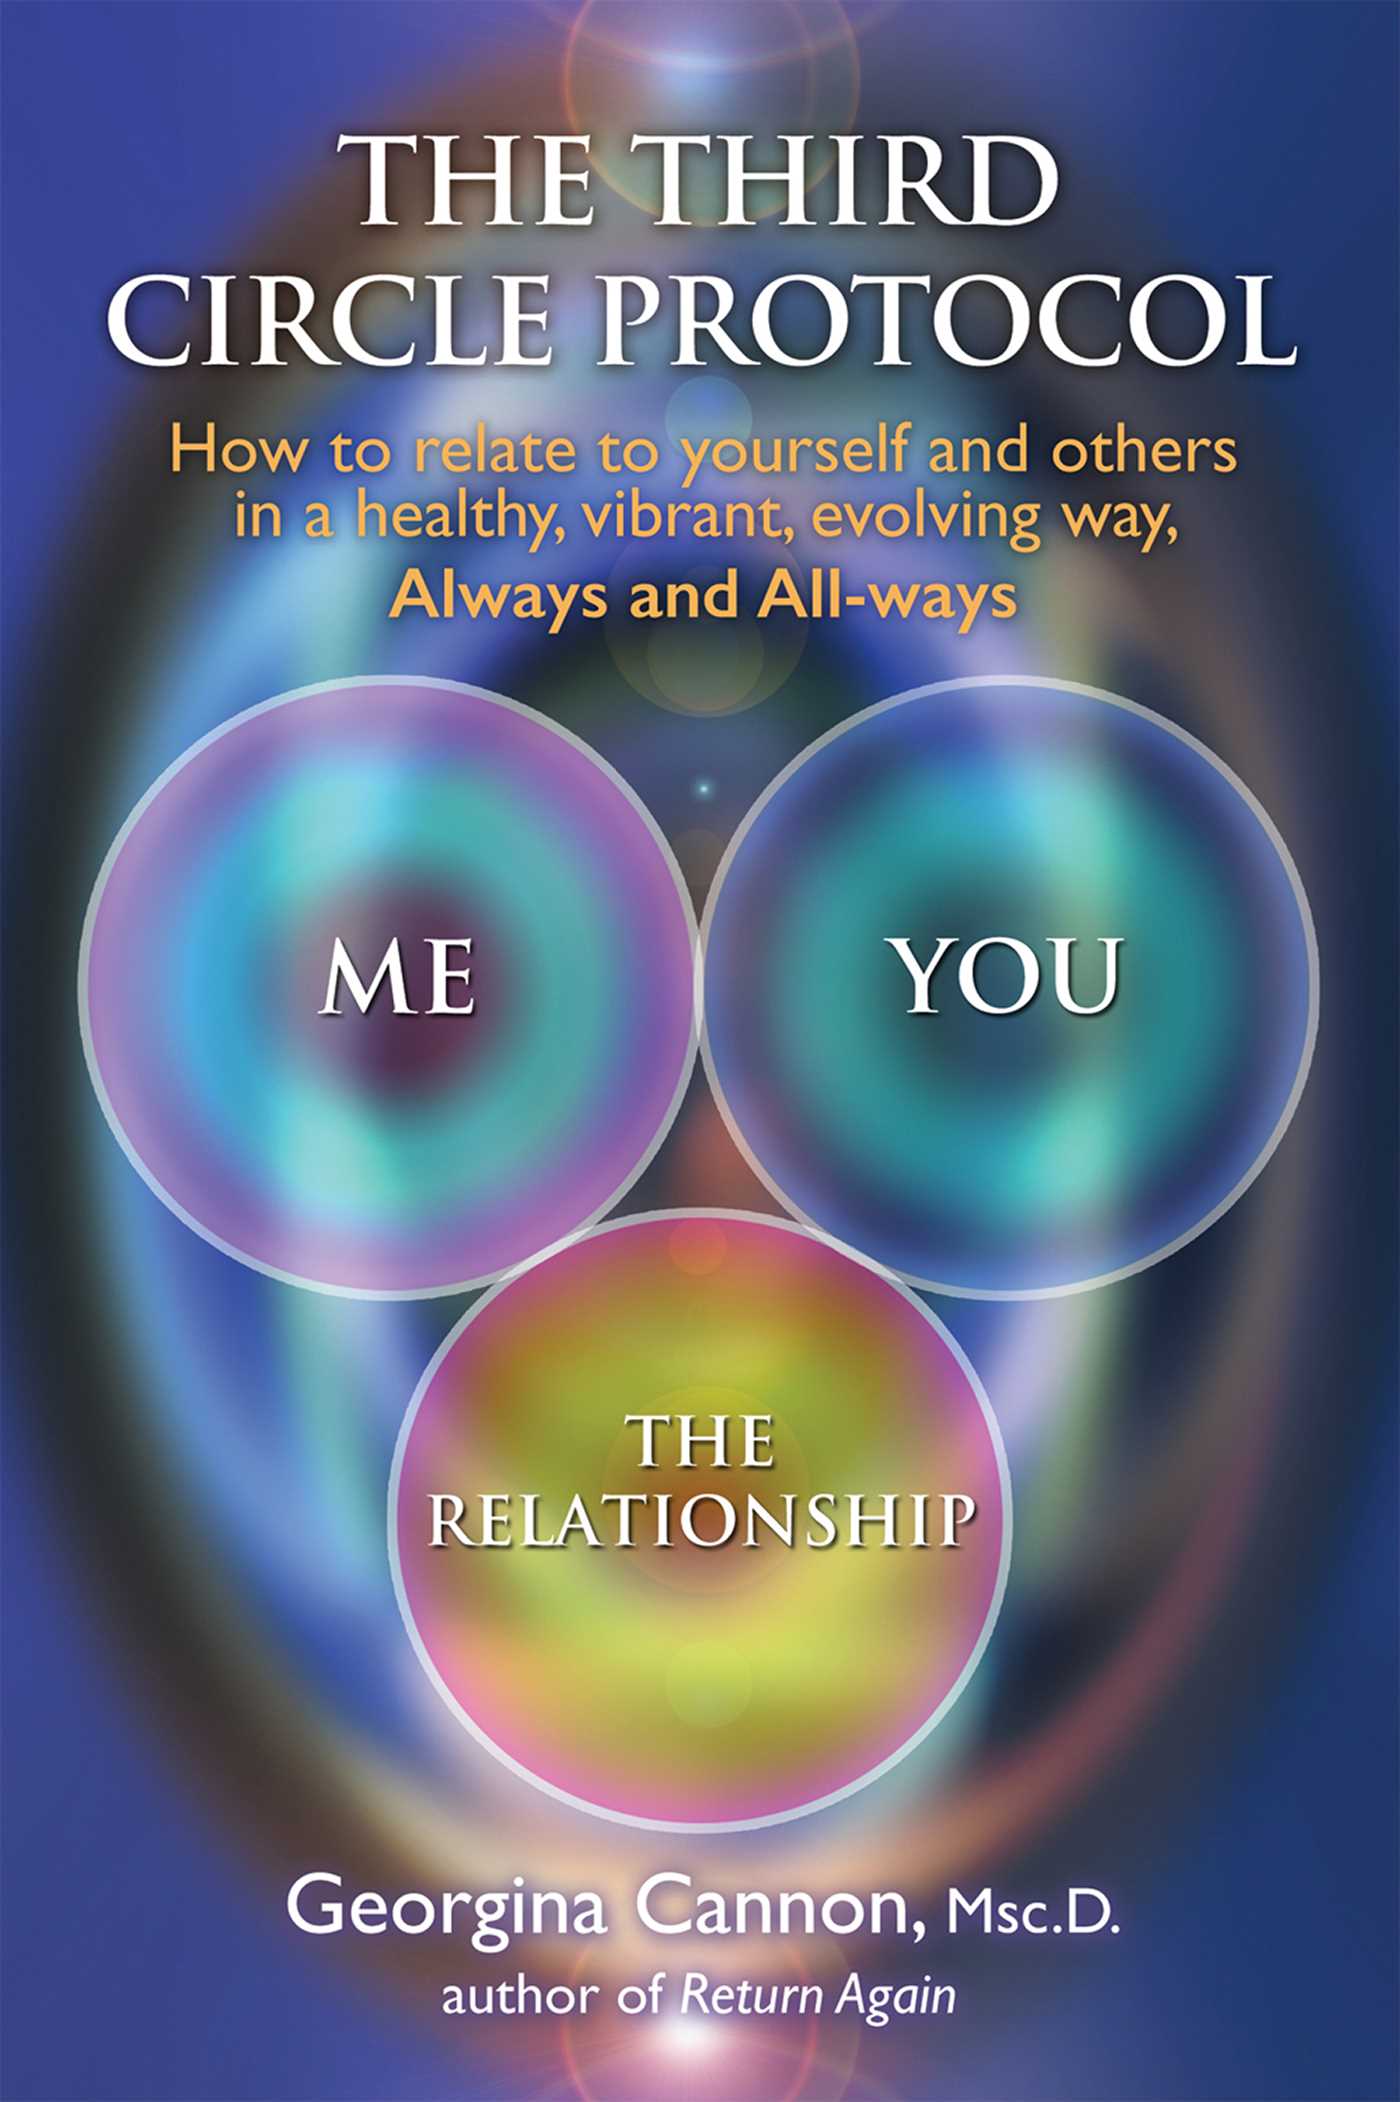 THE THIRD
CIRCLE PROTOCOL
How to relate to yourself and others
in a healthy, vibrant, evolving way,
Always and All-ways
ME
YOU
THE
RELATIONSHIP
Georgina Cannon, Msc.D.
author of Return Again